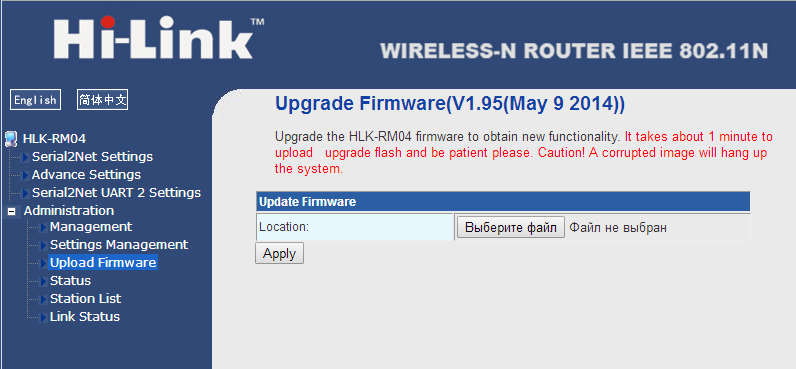 Hi-Link™
WIRELESS-N ROUTER IEEE 802.11N
English 简体中文
HLK-RM04
Serial2Net Settings
Advance Settings
Serial2Net UART 2 Settings
Administration
Management
Settings Management
Upload Firmware
Status
Station List
Link Status
Upgrade Firmware(V1.95(May 9 2014))
Upgrade the HLK-RM04 firmware to obtain new functionality. It takes about 1 minute to
upload upgrade flash and be patient please. Caution! A corrupted image will hang up
the system.
Update Firmware
Location: Выберите файл Файл не выбран
Apply